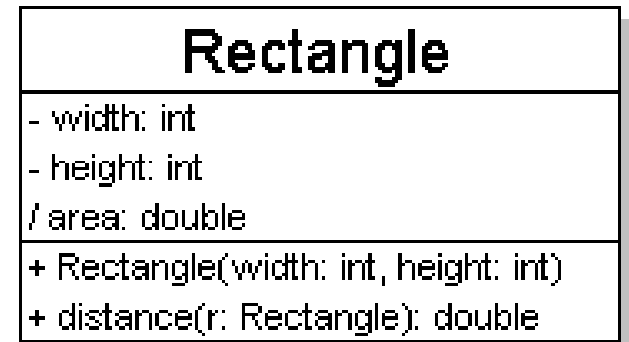 Rectangle
- width: int
- height: int
/ area: double
+ Rectangle(width: int, height: int)
+ distance(r: Rectangle): double